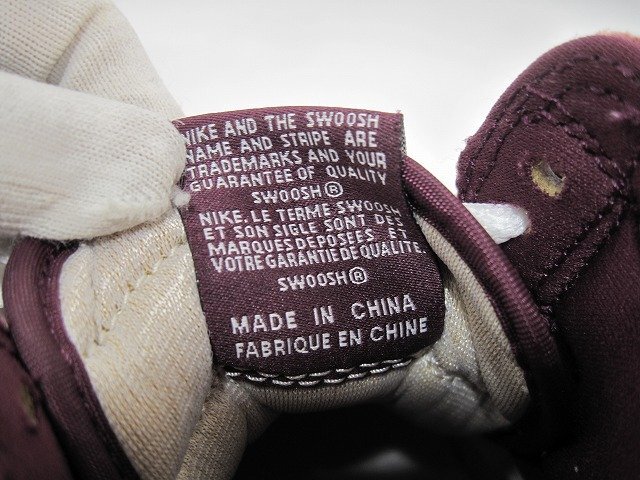 NIKE AND THE SWOOSH
NAME AND STRIPE ARE
TRADEMARKS AND YOUR
GUARANTEE OF QUALITY
SWOOSH®
NIKE. LE TERME SWOOSH
ET SON SIGLE SONT DES
MARQUES DEPOSÉES ET
VOTRE GARANTIE DE QUALITE.
SWOOSH®
MADE IN CHINA
FABRIQUE EN CHINE